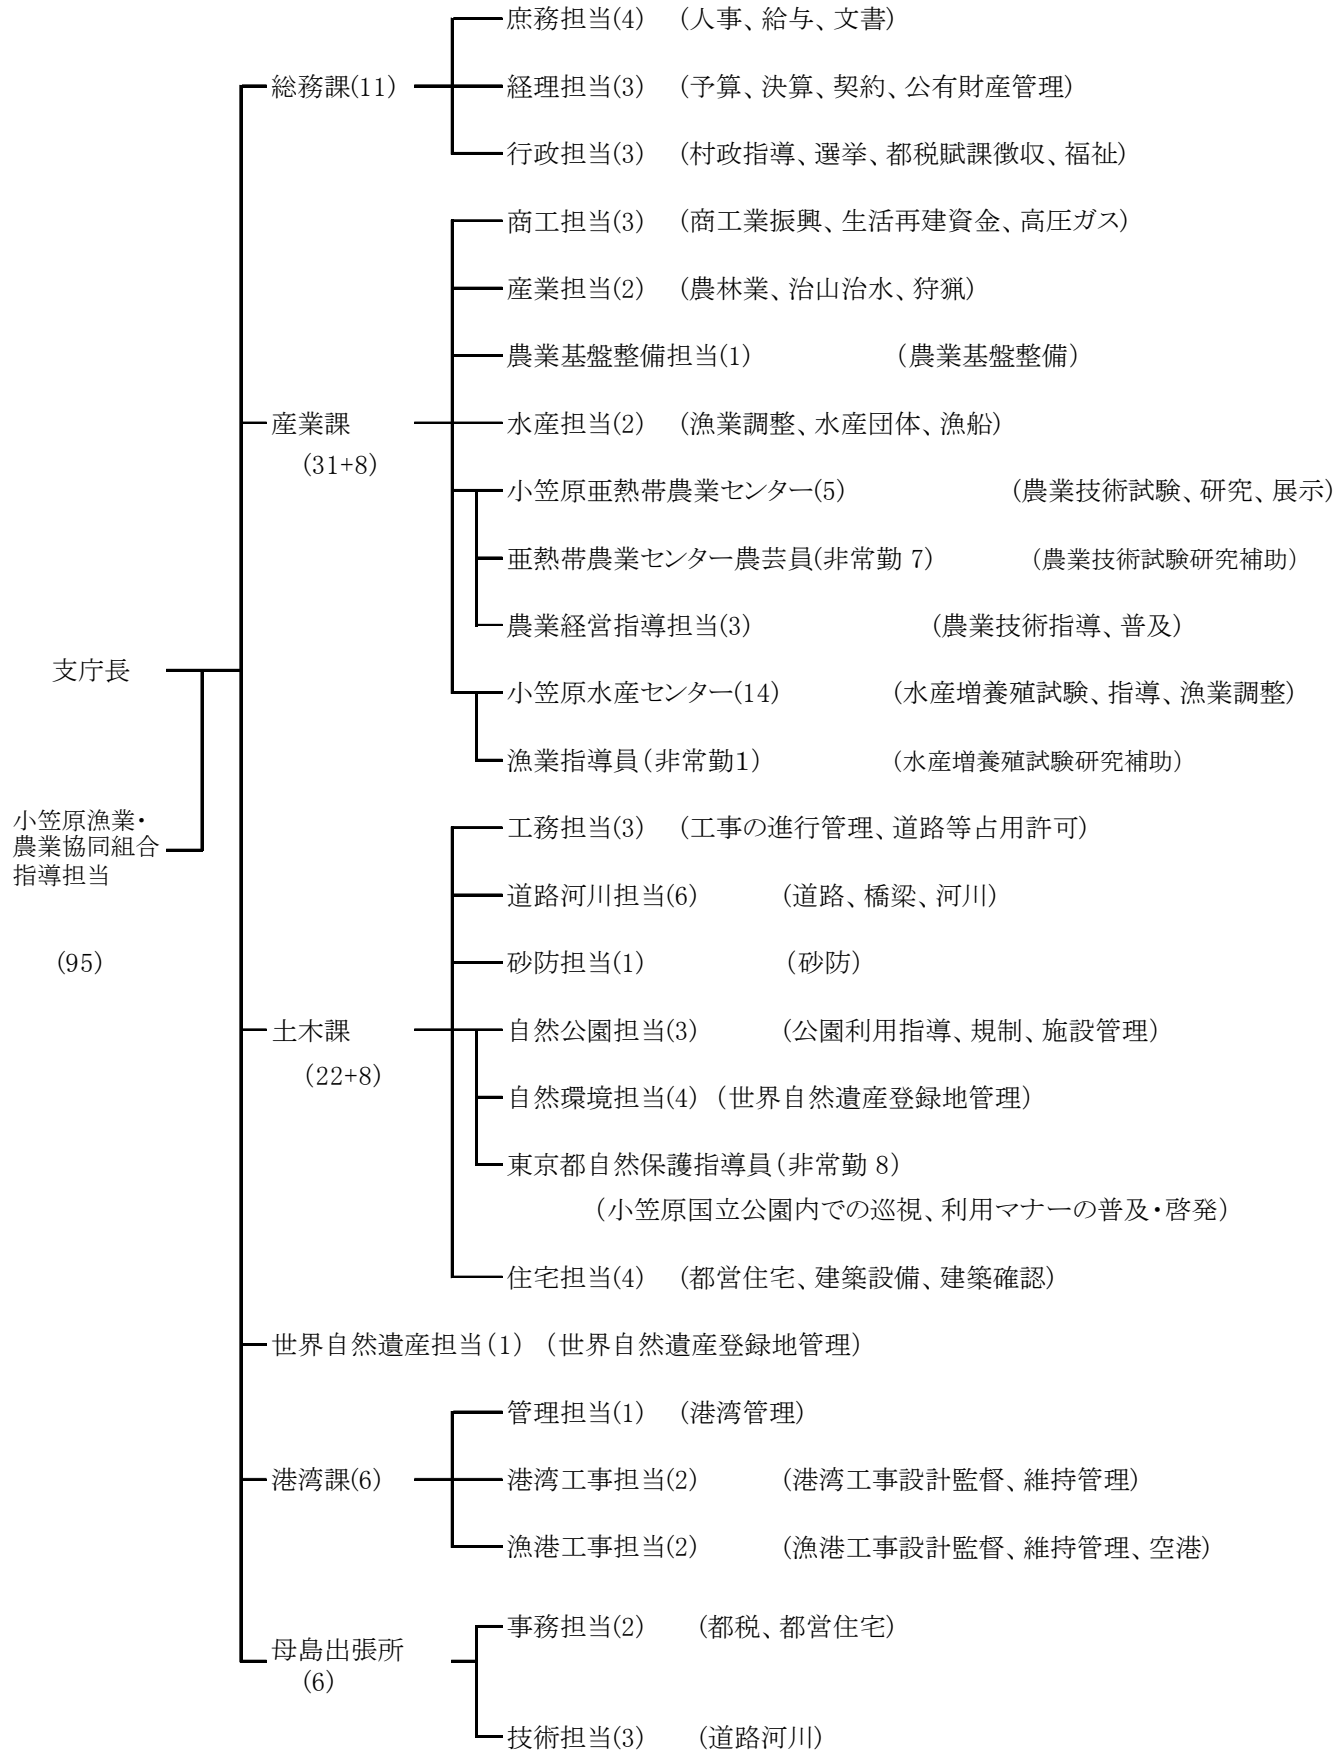 庶務担当(4) (人事、給与、文書)
総務課(11)
経理担当(3) (予算、決算、契約、公有財産管理)
行政担当(3) (村政指導、選挙、都税賦課徴収、福祉)
商工担当(3) (商工業振興、生活再建資金、高圧ガス)
産業担当(2) (農林業、治山治水、狩猟)
農業基盤整備担当(1) (農業基盤整備)
産業課
(31+8)
水産担当(2) (漁業調整、水産団体、漁船)
小笠原亜熱帯農業センター(5) (農業技術試験、研究、展示)
亜熱帯農業センター農芸員(非常勤 7) (農業技術試験研究補助)
農業経営指導担当(3) (農業技術指導、普及)
支庁長
小笠原水産センター(14) (水産増養殖試験、指導、漁業調整)
漁業指導員(非常勤1) (水産増養殖試験研究補助)
小笠原漁業・
農業協同組合
指導担当
(95)
工務担当(3) (工事の進行管理、道路等占用許可)
道路河川担当(6) (道路、橋梁、河川)
砂防担当(1) (砂防)
土木課
(22+8)
自然公園担当(3) (公園利用指導、規制、施設管理)
自然環境担当(4) (世界自然遺産登録地管理)
東京都自然保護指導員(非常勤 8)
(小笠原国立公園内での巡視、利用マナーの普及・啓発)
住宅担当(4) (都営住宅、建築設備、建築確認)
世界自然遺産担当(1) (世界自然遺産登録地管理)
管理担当(1) (港湾管理)
港湾課(6)
港湾工事担当(2) (港湾工事設計監督、維持管理)
漁港工事担当(2) (漁港工事設計監督、維持管理、空港)
母島出張所
(6)
事務担当(2) (都税、都営住宅)
技術担当(3) (道路河川)